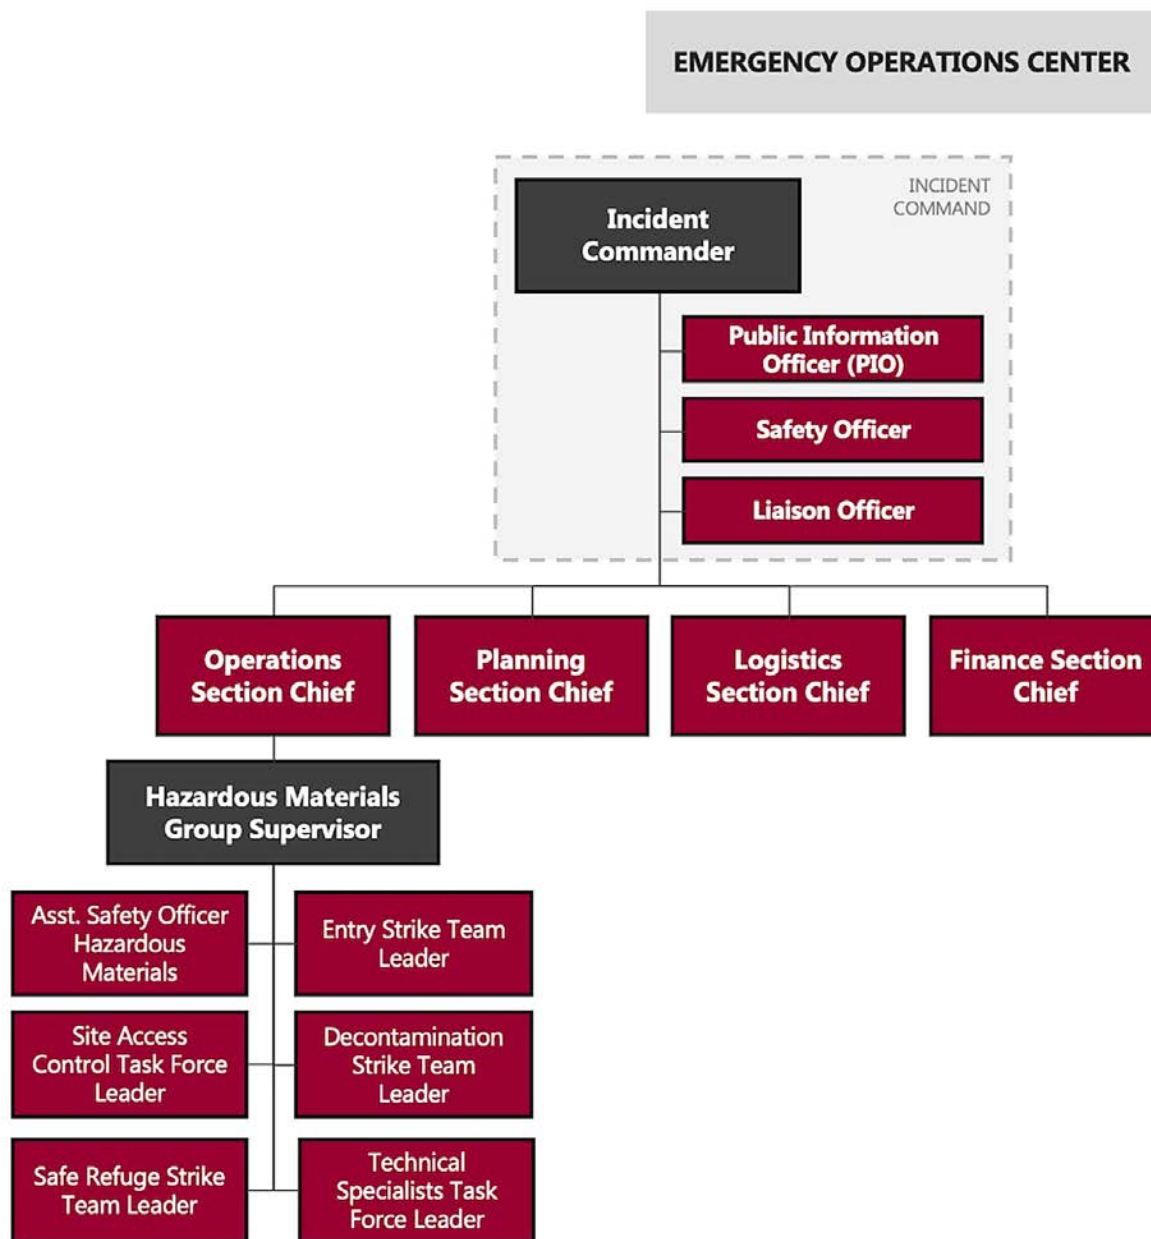 EMERGENCY OPERATIONS CENTER
INCIDENT
COMMAND
Incident
Commander
Public Information
Officer (PIO)
Safety Officer
Liaison Officer
Operations
Section Chief
Planning
Section Chief
Logistics
Section Chief
Finance Section
Chief
Hazardous Materials
Group Supervisor
Asst. Safety Officer
Hazardous
Materials
Entry Strike Team
Leader
Site Access
Control Task Force
Leader
Decontamination
Strike Team
Leader
Safe Refuge Strike
Team Leader
Technical
Specialists Task
Force Leader